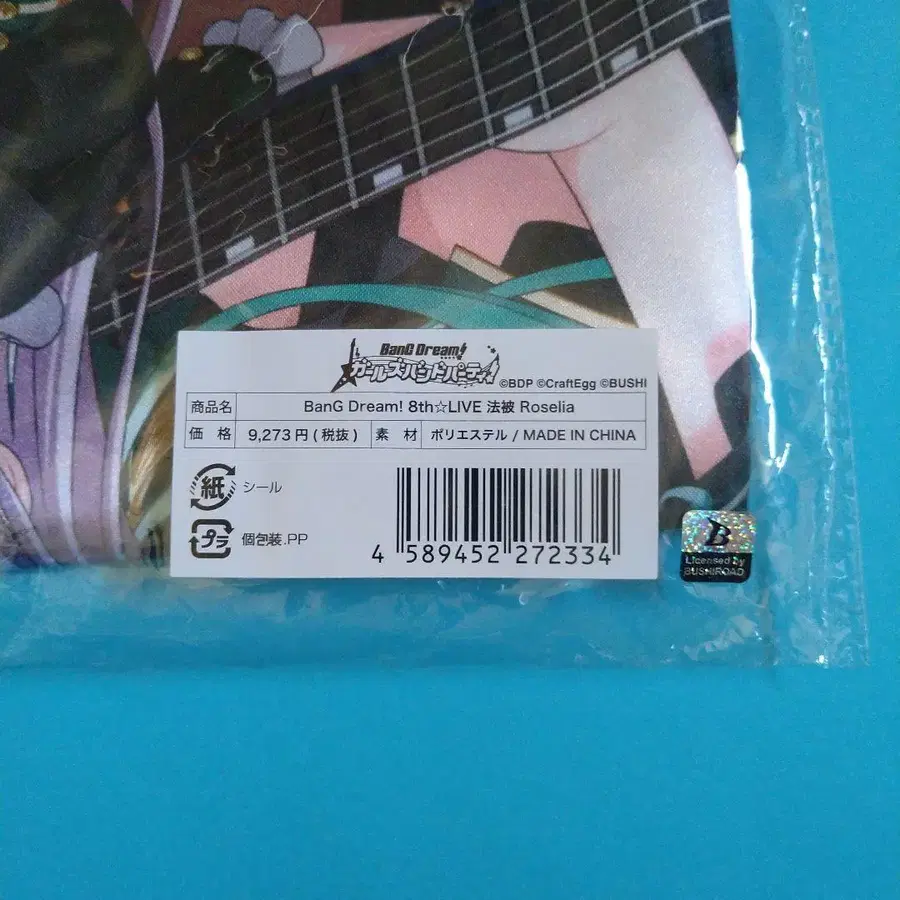 BanG Dream!
ガールズバンドパーティ!
©BDP ©CraftEgg ©BUSHI
商品名 BanG Dream! 8th☆LIVE 法被 Roselia
価 格 9,273円(税抜) 素 材 ポリエステル / MADE IN CHINA
紙 シール
プラ 個包装.PP
4 589452 272334
B
Licensed by
BUSHIROAD